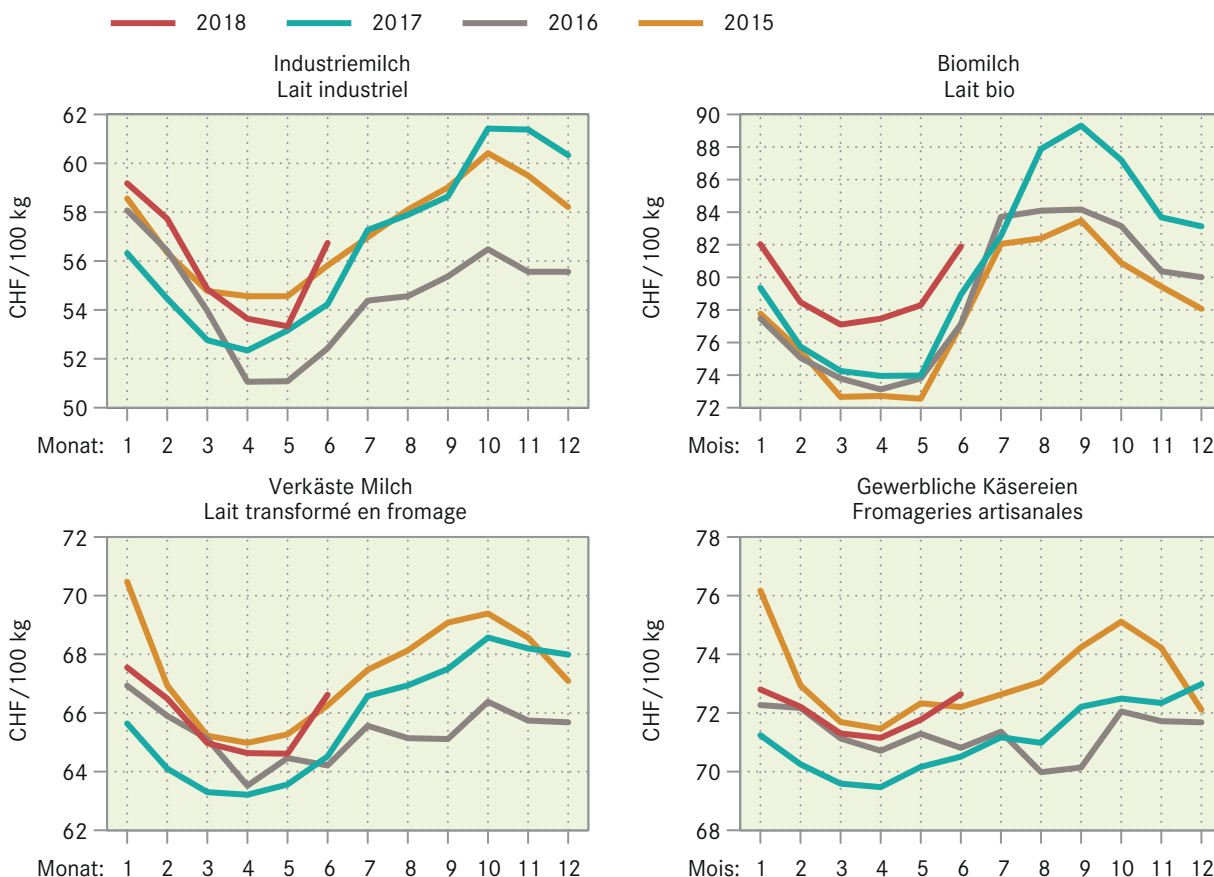 2018 2017 2016 2015
Industriemilch
Lait industriel
CHF / 100 kg
62
60
58
56
54
52
50
Monat: 1 2 3 4 5 6 7 8 9 10 11 12
Biomilch
Lait bio
CHF / 100 kg
90
88
86
84
82
80
78
76
74
72
Mois: 1 2 3 4 5 6 7 8 9 10 11 12
Verkäste Milch
Lait transformé en fromage
CHF / 100 kg
72
70
68
66
64
62
Monat: 1 2 3 4 5 6 7 8 9 10 11 12
Gewerbliche Käsereien
Fromageries artisanales
CHF / 100 kg
78
76
74
72
70
68
Mois: 1 2 3 4 5 6 7 8 9 10 11 12